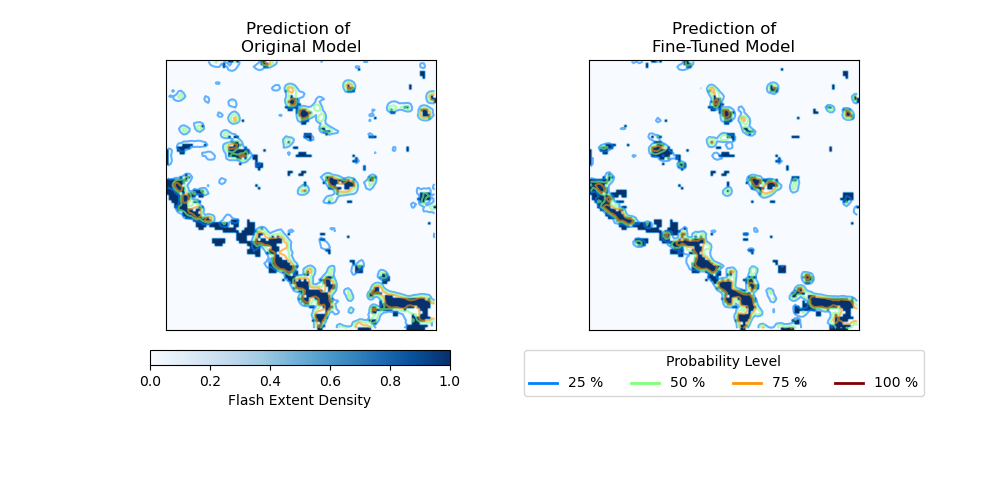 Prediction of
Original Model
Prediction of
Fine-Tuned Model
0.0 0.2 0.4 0.6 0.8 1.0
Flash Extent Density
Probability Level
25 % 50 % 75 % 100 %